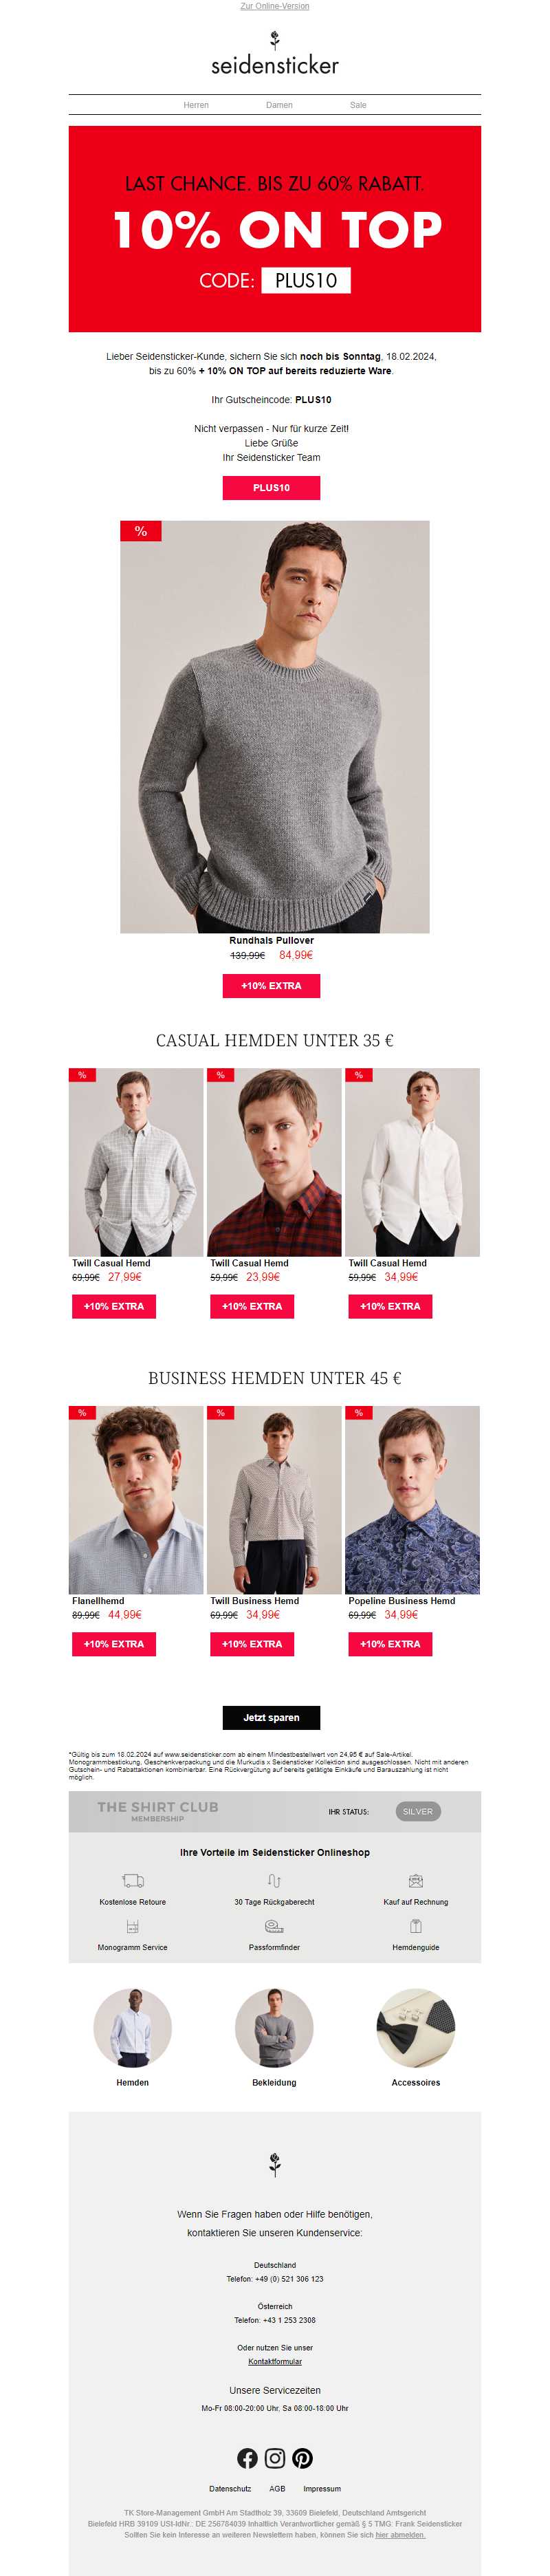 Zur Online-Version
seidensticker
Herren Damen Sale
LAST CHANCE. BIS ZU 60% RABATT.
10% ON TOP
CODE: PLUS10
Lieber Seidensticker-Kunde, sichern Sie sich noch bis Sonntag, 18.02.2024,
bis zu 60% + 10% ON TOP auf bereits reduzierte Ware.
Ihr Gutscheincode: PLUS10
Nicht verpassen - Nur für kurze Zeit!
Liebe Grüße
Ihr Seidensticker Team
PLUS10
%
Rundhals Pullover
139,99€ 84,99€
+10% EXTRA
CASUAL HEMDEN UNTER 35 €
% % %
Twill Casual Hemd Twill Casual Hemd Twill Casual Hemd
69,99€ 27,99€ 59,99€ 23,99€ 59,99€ 34,99€
+10% EXTRA +10% EXTRA +10% EXTRA
BUSINESS HEMDEN UNTER 45 €
% % %
Flanellhemd Twill Business Hemd Popeline Business Hemd
89,99€ 44,99€ 69,99€ 34,99€ 69,99€ 34,99€
+10% EXTRA +10% EXTRA +10% EXTRA
Jetzt sparen
*Gültig bis zum 18.02.2024 auf www.seidensticker.com ab einem Mindestbestellwert von 24,95 € auf Sale-Artikel.
Monogrammbestickung, Geschenkverpackung und die Murkudis x Seidensticker Kollektion sind ausgeschlossen. Nicht mit anderen
Gutschein- und Rabattaktionen kombinierbar. Eine Rückvergütung auf bereits getätigte Einkäufe und Barauszahlung ist nicht
möglich.
THE SHIRT CLUB
MEMBERSHIP
IHR STATUS: SILVER
Ihre Vorteile im Seidensticker Onlineshop
Kostenlose Retoure 30 Tage Rückgaberecht Kauf auf Rechnung
Monogramm Service Passformfinder Hemdenguide
Hemden Bekleidung Accessoires
Wenn Sie Fragen haben oder Hilfe benötigen,
kontaktieren Sie unseren Kundenservice:
Deutschland
Telefon: +49 (0) 521 306 123
Österreich
Telefon: +43 1 253 2308
Oder nutzen Sie unser
Kontaktformular
Unsere Servicezeiten
Mo-Fr 08:00-20:00 Uhr, Sa 08:00-18:00 Uhr
Datenschutz AGB Impressum
TK Store-Management GmbH Am Stadtholz 39, 33609 Bielefeld, Deutschland Amtsgericht
Bielefeld HRB 39109 USt-IdNr.: DE 256784039 Inhaltlich Verantwortlicher gemäß § 5 TMG: Frank Seidensticker
Sollten Sie kein Interesse an weiteren Newslettern haben, können Sie sich hier abmelden.